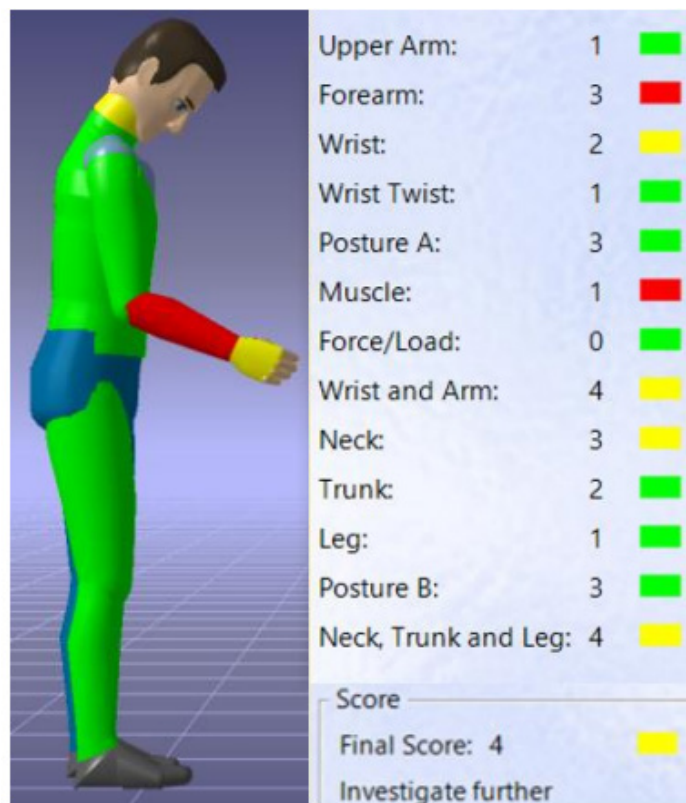 Upper Arm: 1
Forearm: 3
Wrist: 2
Wrist Twist: 1
Posture A: 3
Muscle: 1
Force/Load: 0
Wrist and Arm: 4
Neck: 3
Trunk: 2
Leg: 1
Posture B: 3
Neck, Trunk and Leg: 4
Score
Final Score: 4
Investigate further